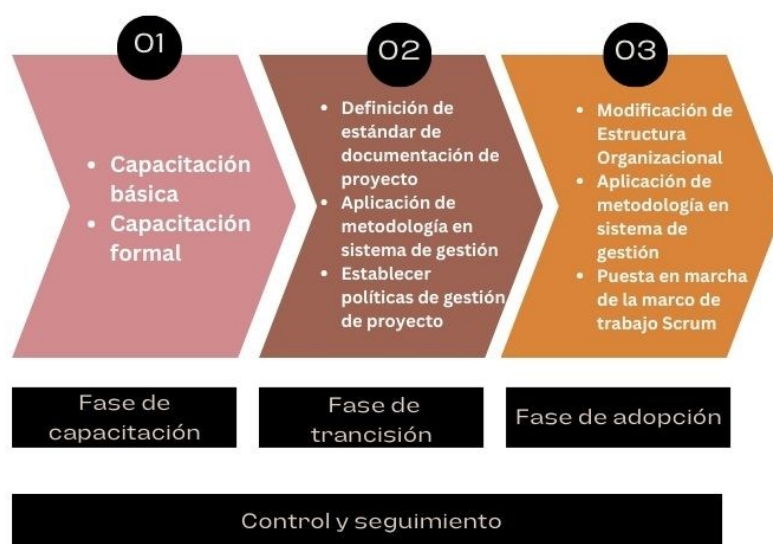 01
• Capacitación
básica
• Capacitación
formal
02
• Definición de
estándar de
documentación de
proyecto
• Aplicación de
metodología en
sistema de gestión
• Establecer
políticas de gestión
de proyecto
03
• Modificación de
Estructura
Organizacional
• Aplicación de
metodología en
sistema de
gestión
• Puesta en marcha
de la marco de
trabajo Scrum
Fase de
capacitación
Fase de
trancisión
Fase de adopción
Control y seguimiento